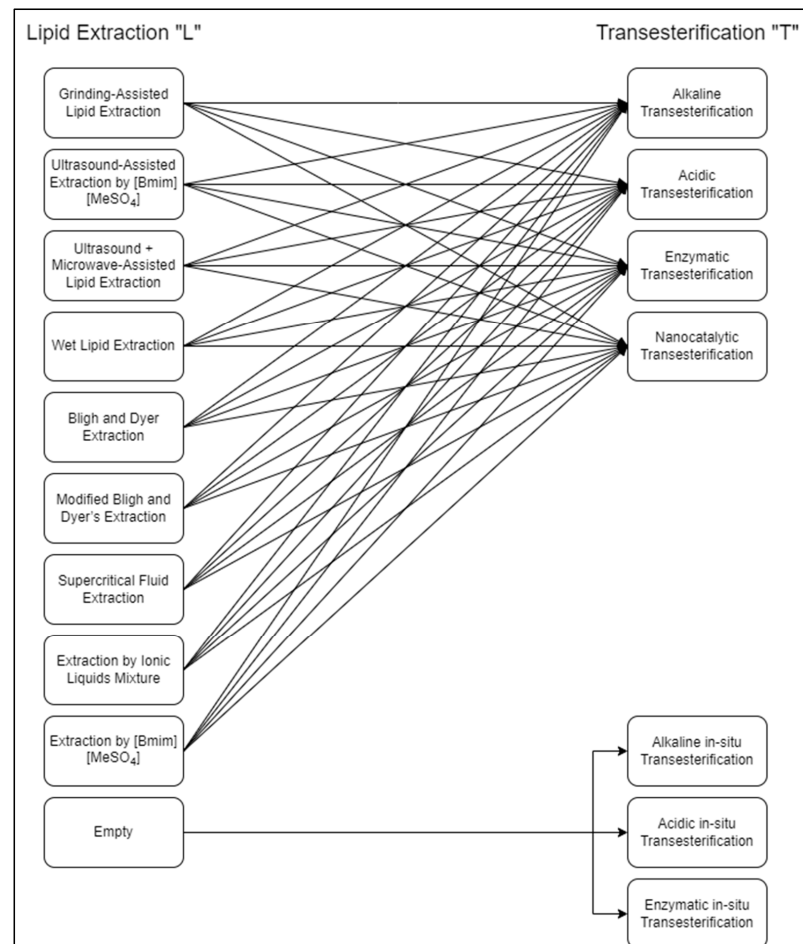 Lipid Extraction "L"
Transesterification "T"
Grinding-Assisted
Lipid Extraction
Alkaline
Transesterification
Ultrasound-Assisted
Extraction by [Bmim]
[MeSO₄]
Acidic
Transesterification
Ultrasound +
Microwave-Assisted
Lipid Extraction
Enzymatic
Transesterification
Wet Lipid Extraction
Nanocatalytic
Transesterification
Bligh and Dyer
Extraction
Modified Bligh and
Dyer's Extraction
Supercritical Fluid
Extraction
Extraction by Ionic
Liquids Mixture
Extraction by [Bmim]
[MeSO₄]
Alkaline in-situ
Transesterification
Empty
Acidic in-situ
Transesterification
Enzymatic in-situ
Transesterification